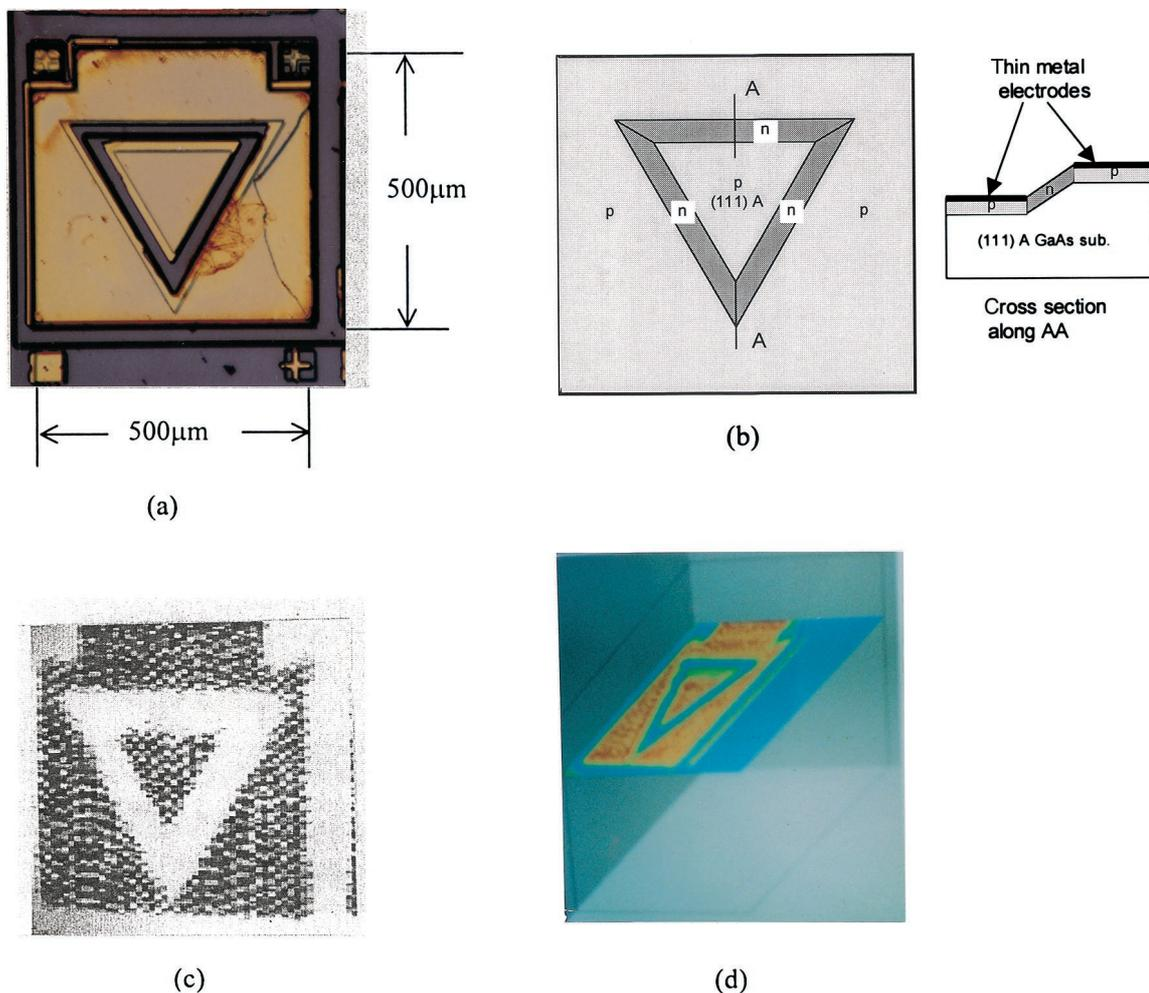 500μm
500μm
(a)
A
n
p
(111) A
p
n
n
p
A
(b)
Thin metal
electrodes
p
n
p
(111) A GaAs sub.
Cross section
along AA
(c)
(d)